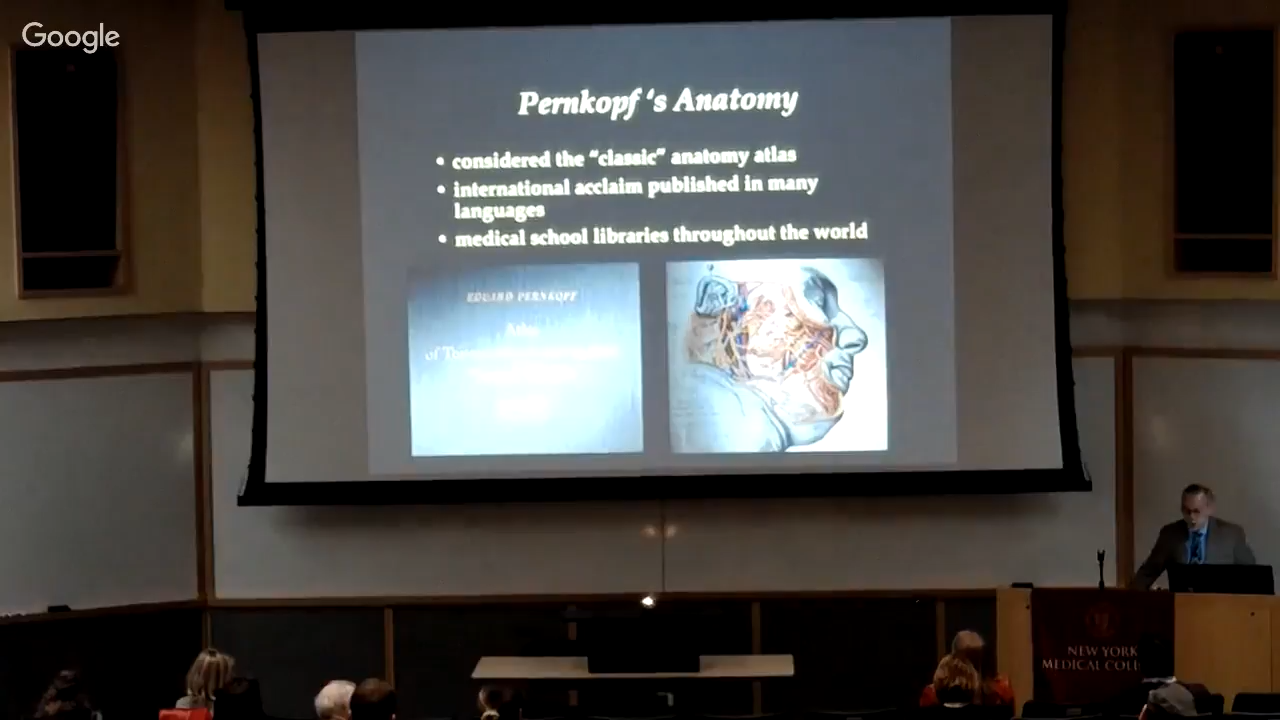 Google
Pernkopf ‘s Anatomy
• considered the “classic” anatomy atlas
• international acclaim published in many
languages
• medical school libraries throughout the world
EDUARD PERNKOPF
Atlas
of
NEW YORK
MEDICAL COLL